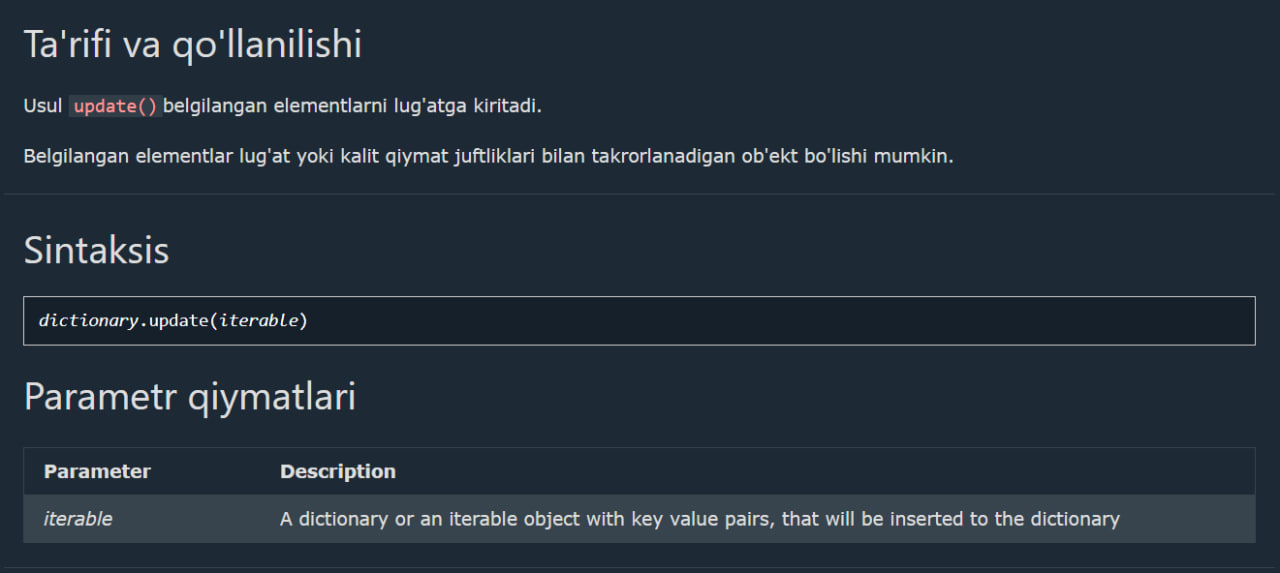 Ta'rifi va qo'llanilishi
Usul update() belgilangan elementlarni lug'atga kiritadi.
Belgilangan elementlar lug'at yoki kalit qiymat juftliklari bilan takrorlanadigan ob'ekt bo'lishi mumkin.
Sintaksis
dictionary.update(iterable)
Parametr qiymatlari
Parameter Description
iterable A dictionary or an iterable object with key value pairs, that will be inserted to the dictionary